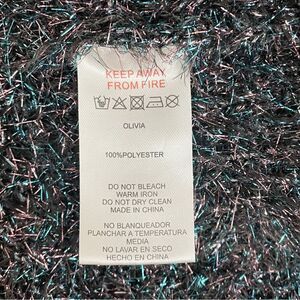 KEEP AWAY
FROM FIRE
OLIVIA
100%POLYESTER
DO NOT BLEACH
WARM IRON
DO NOT DRY CLEAN
MADE IN CHINA
NO BLANQUEADOR
PLANCHAR A TEMPERATURA
MEDIA
NO LAVAR EN SECO
HECHO EN CHINA